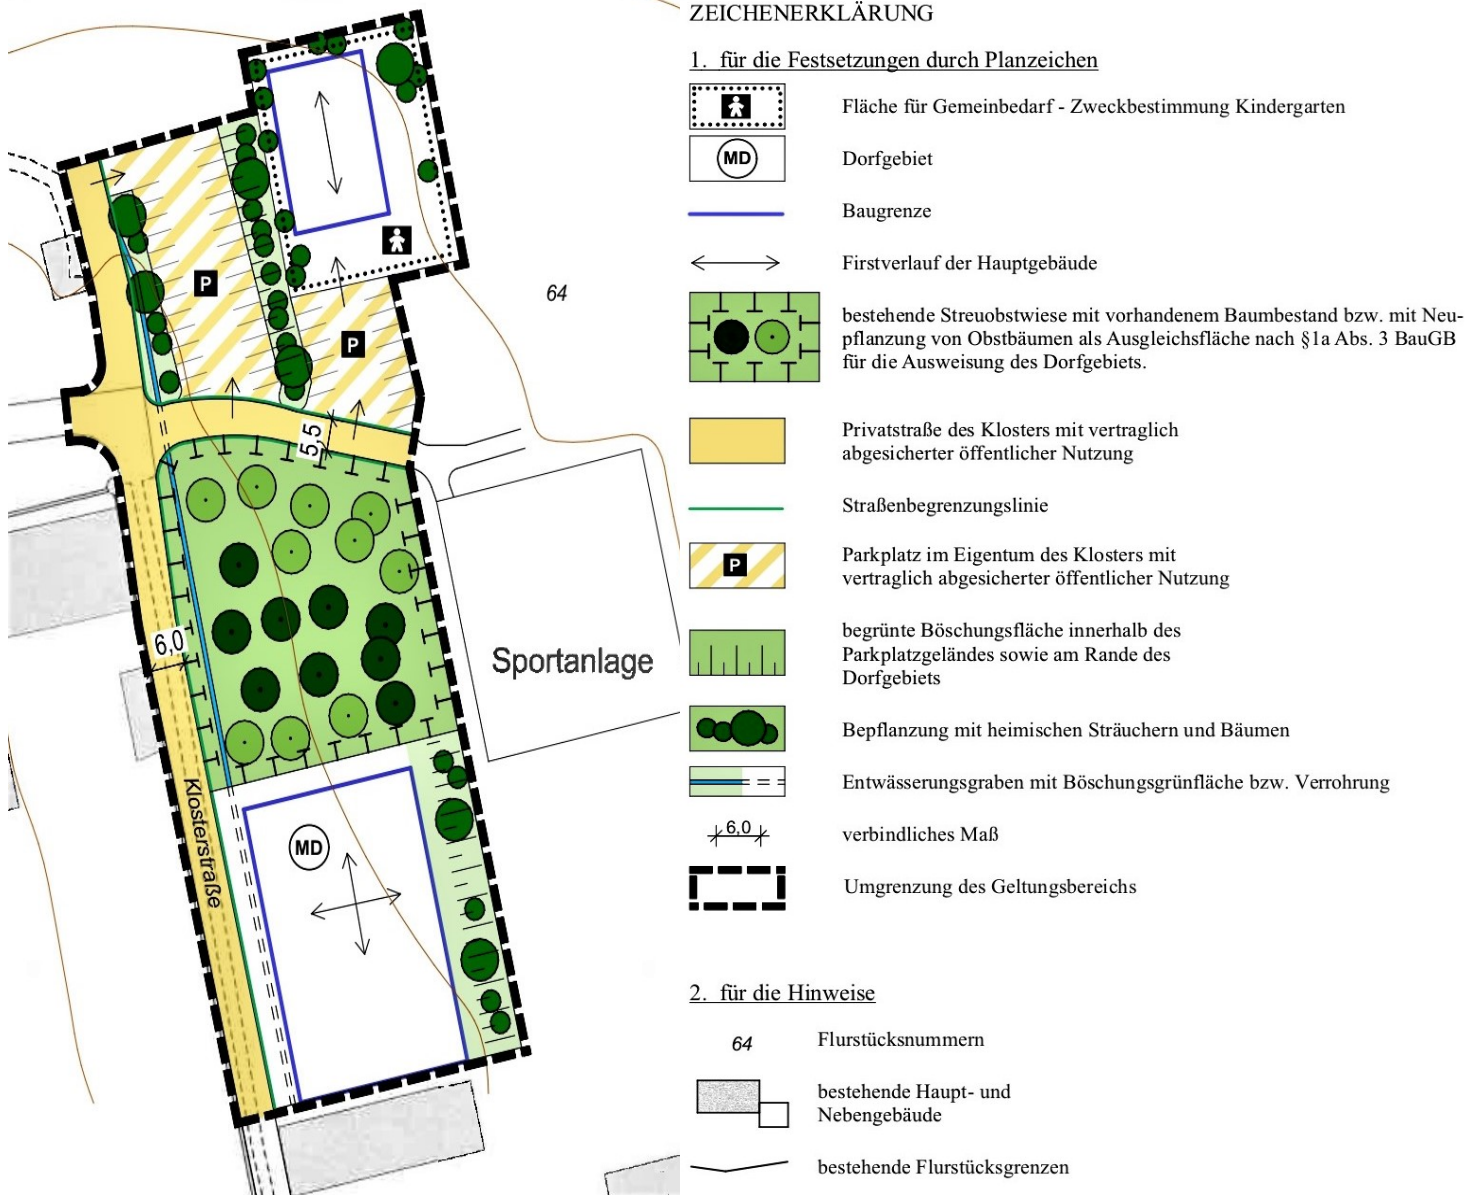 P
64
P
5,5
6,0
Sportanlage
Klosterstraße
MD
ZEICHENERKLÄRUNG
1. für die Festsetzungen durch Planzeichen
Fläche für Gemeinbedarf - Zweckbestimmung Kindergarten
MD
Dorfgebiet
Baugrenze
Firstverlauf der Hauptgebäude
bestehende Streuobstwiese mit vorhandenem Baumbestand bzw. mit Neu-
pflanzung von Obstbäumen als Ausgleichsfläche nach §1a Abs. 3 BauGB
für die Ausweisung des Dorfgebiets.
Privatstraße des Klosters mit vertraglich
abgesicherter öffentlicher Nutzung
Straßenbegrenzungslinie
P
Parkplatz im Eigentum des Klosters mit
vertraglich abgesicherter öffentlicher Nutzung
begrünte Böschungsfläche innerhalb des
Parkplatzgeländes sowie am Rande des
Dorfgebiets
Bepflanzung mit heimischen Sträuchern und Bäumen
Entwässerungsgraben mit Böschungsgrünfläche bzw. Verrohrung
6,0
verbindliches Maß
Umgrenzung des Geltungsbereichs
2. für die Hinweise
64
Flurstücksnummern
bestehende Haupt- und
Nebengebäude
bestehende Flurstücksgrenzen